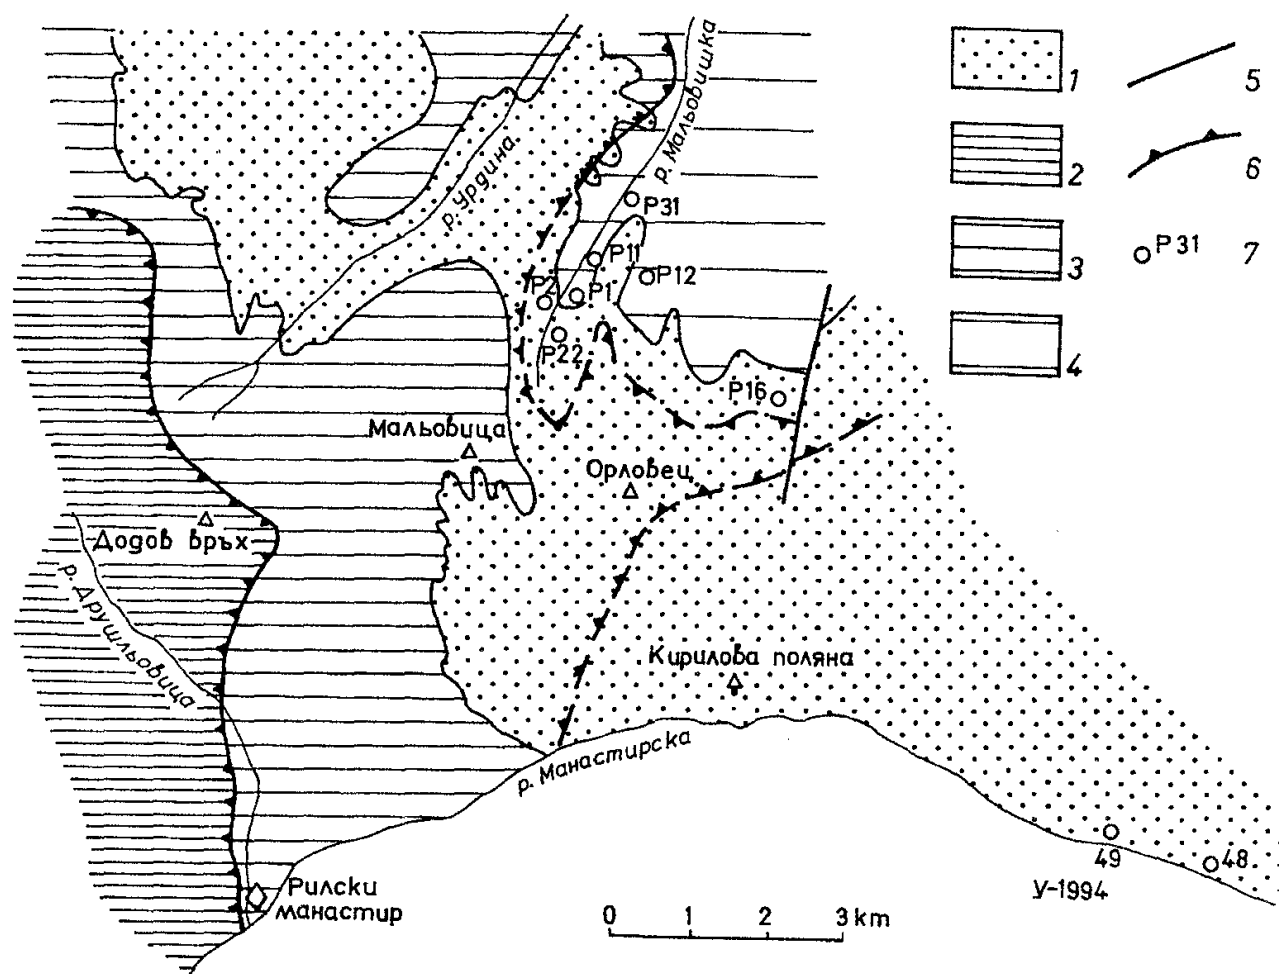 р. Мальовишка
1
5
2
6
р. Урдина
P31
3
P31
7
P11
P12
P2
P1
P22
4
P16
Мальовица
Орловец
Додов връх
р. Друшльовица
Кирилова поляна
р. Манастирска
49
48
У-1994
Рилски
манастир
0 1 2 3 km